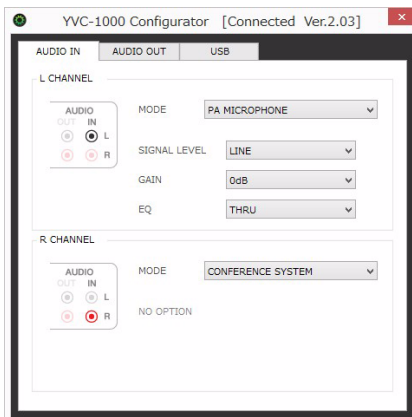 YVC-1000 Configurator [Connected Ver.2.03]
AUDIO IN AUDIO OUT USB
L CHANNEL
AUDIO
OUT IN
L
R
MODE PA MICROPHONE
SIGNAL LEVEL LINE
GAIN 0dB
EQ THRU
R CHANNEL
AUDIO
OUT IN
L
R
MODE CONFERENCE SYSTEM
NO OPTION